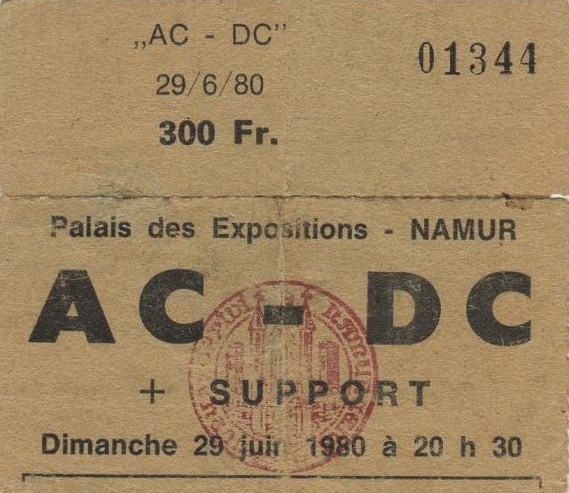 „AC - DC"
01344
29/6/80
300 Fr.
Palais des Expositions - NAMUR
AC - DC
+ SUPPORT
Dimanche 29 juin 1980 à 20 h 30